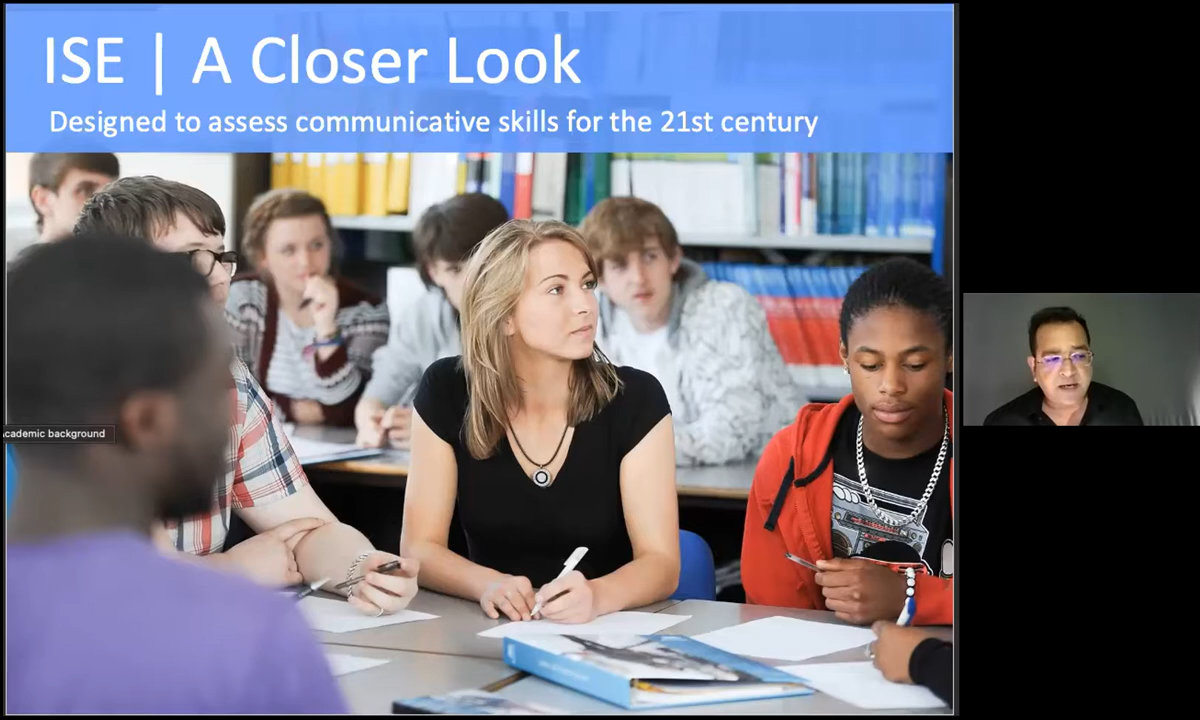 ISE | A Closer Look
Designed to assess communicative skills for the 21st century
academic background